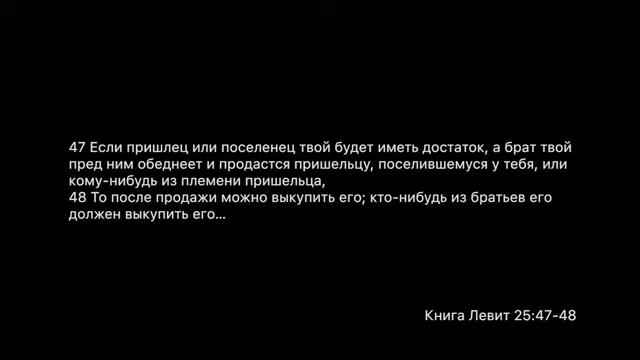 47 Если пришлец или поселенец твой будет иметь достаток, а брат твой
пред ним обеднеет и продастся пришельцу, поселившемуся у тебя, или
кому-нибудь из племени пришельца,
48 То после продажи можно выкупить его; кто-нибудь из братьев его
должен выкупить его...
Книга Левит 25:47-48